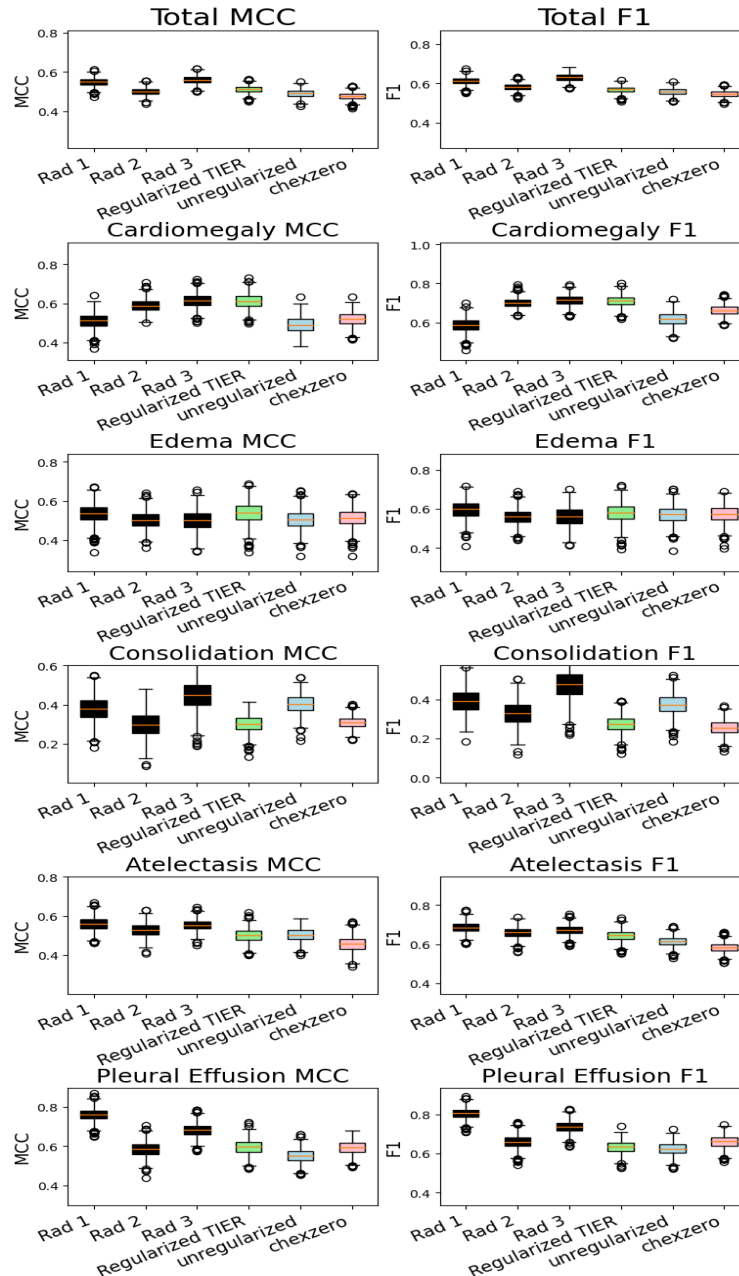 Total MCC
Total F1
0.8
0.6
0.4
MCC
0.8
0.6
0.4
F1
Rad 1
Rad 2
Rad 3
Regularized TIER
unregularized
chexzero
Rad 1
Rad 2
Rad 3
Regularized TIER
unregularized
chexzero
Cardiomegaly MCC
Cardiomegaly F1
0.8
0.6
0.4
MCC
1.0
0.8
0.6
F1
Rad 1
Rad 2
Rad 3
Regularized TIER
unregularized
chexzero
Rad 1
Rad 2
Rad 3
Regularized TIER
unregularized
chexzero
Edema MCC
Edema F1
0.8
0.6
0.4
MCC
0.8
0.6
0.4
F1
Rad 1
Rad 2
Rad 3
Regularized TIER
unregularized
chexzero
Rad 1
Rad 2
Rad 3
Regularized TIER
unregularized
chexzero
Consolidation MCC
Consolidation F1
0.6
0.4
0.2
MCC
0.4
0.2
0.0
F1
Rad 1
Rad 2
Rad 3
Regularized TIER
unregularized
chexzero
Rad 1
Rad 2
Rad 3
Regularized TIER
unregularized
chexzero
Atelectasis MCC
Atelectasis F1
0.8
0.6
0.4
MCC
0.8
0.6
0.4
F1
Rad 1
Rad 2
Rad 3
Regularized TIER
unregularized
chexzero
Rad 1
Rad 2
Rad 3
Regularized TIER
unregularized
chexzero
Pleural Effusion MCC
Pleural Effusion F1
0.8
0.6
0.4
MCC
0.8
0.6
0.4
F1
Rad 1
Rad 2
Rad 3
Regularized TIER
unregularized
chexzero
Rad 1
Rad 2
Rad 3
Regularized TIER
unregularized
chexzero